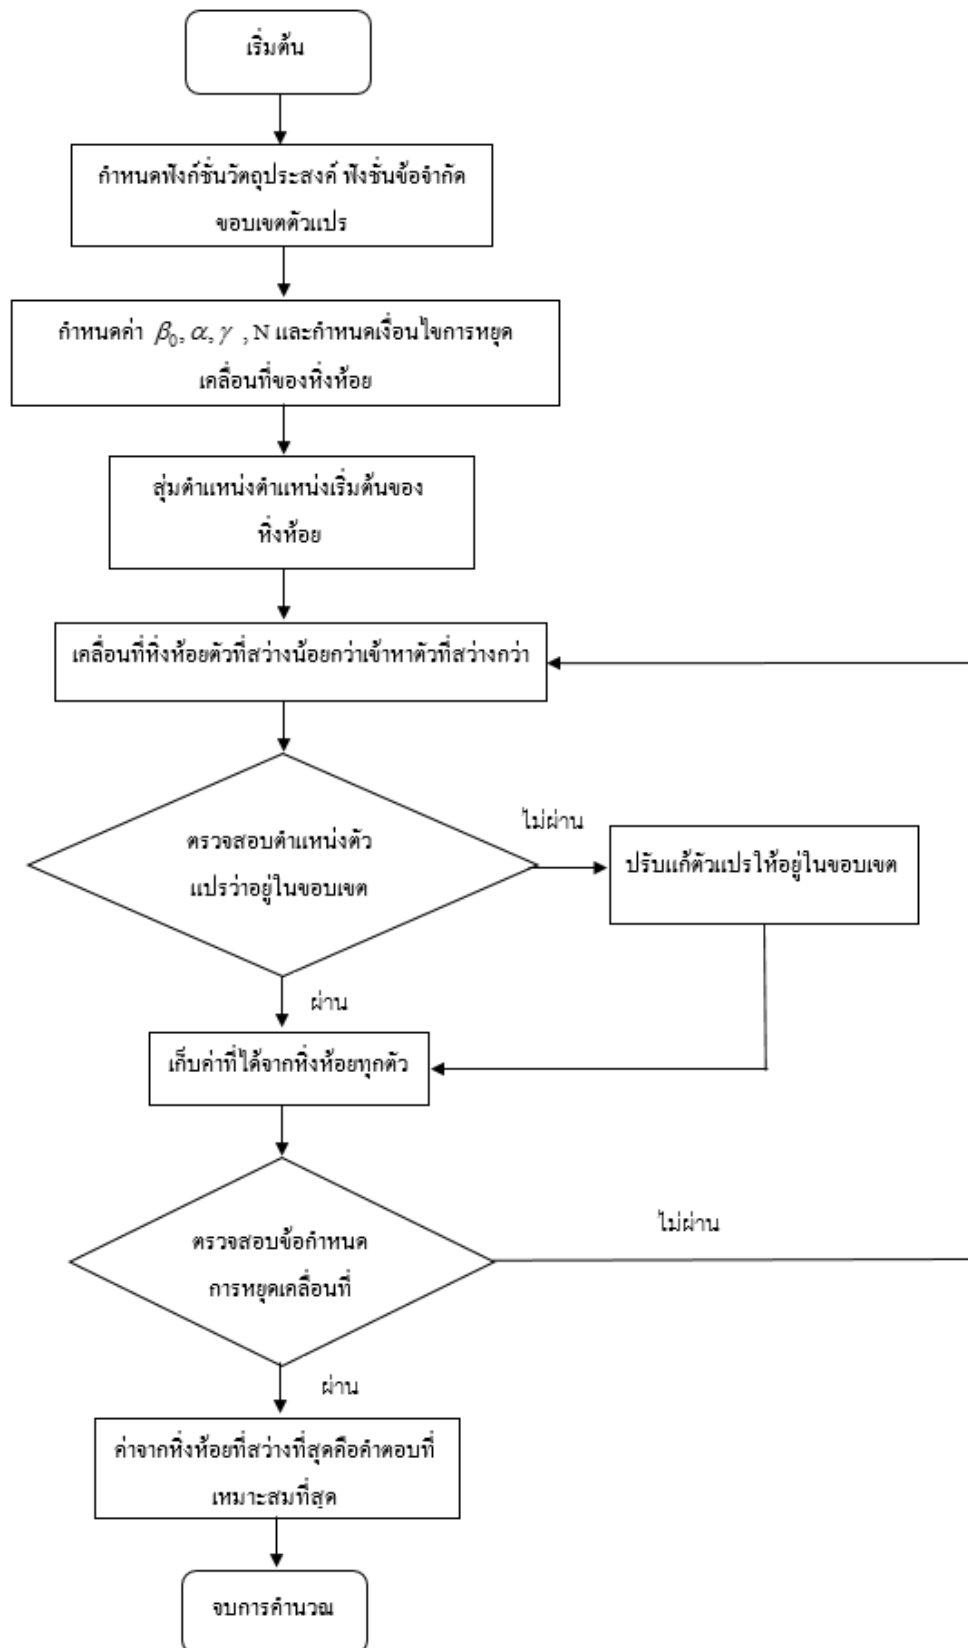 เริ่มต้น
กำหนดฟังก์ชั่นวัตถุประสงค์ ฟังชั่นข้อจำกัด
ขอบเขตตัวแปร
กำหนดค่า β₀, α, γ , N และกำหนดเงื่อนไขการหยุด
เคลื่อนที่ของหิ่งห้อย
สุ่มตำแหน่งตำแหน่งเริ่มต้นของ
หิ่งห้อย
เคลื่อนที่หิ่งห้อยตัวที่สว่างน้อยกว่าเข้าหาตัวที่สว่างกว่า
ตรวจสอบตำแหน่งตัว
แปรว่าอยู่ในขอบเขต
ไม่ผ่าน
ปรับแก้ตัวแปรให้อยู่ในขอบเขต
ผ่าน
เก็บค่าที่ได้จากหิ่งห้อยทุกตัว
ตรวจสอบข้อกำหนด
การหยุดเคลื่อนที่
ไม่ผ่าน
ผ่าน
ค่าจากหิ่งห้อยที่สว่างที่สุดคือคำตอบที่
เหมาะสมที่สุด
จบการคำนวณ